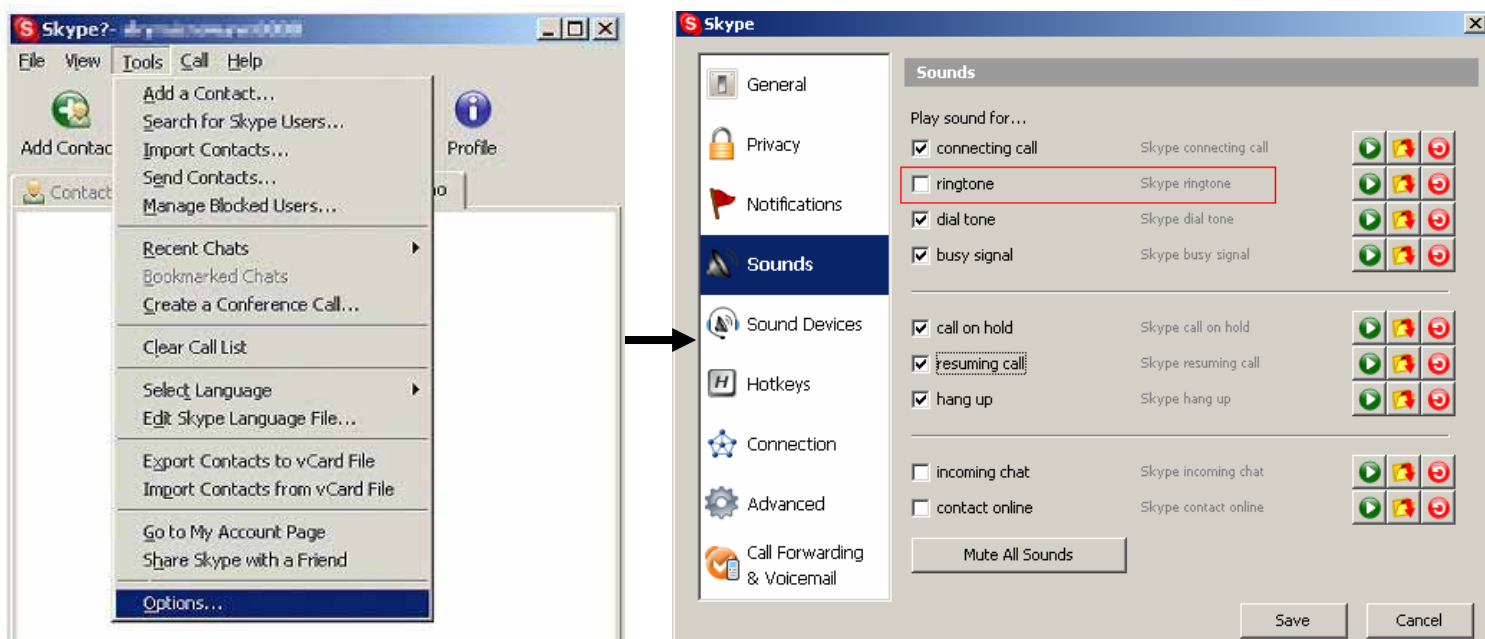 Skype?-
File View Tools Call Help
Add a Contact...
Search for Skype Users...
Import Contacts...
Send Contacts...
Manage Blocked Users...
Recent Chats
Bookmarked Chats
Create a Conference Call...
Clear Call List
Select Language
Edit Skype Language File...
Export Contacts to vCard File
Import Contacts from vCard File
Go to My Account Page
Share Skype with a Friend
Options...
Add Contac
Profile
Contact
Skype
General
Privacy
Notifications
Sounds
Sound Devices
Hotkeys
Connection
Advanced
Call Forwarding
& Voicemail
Sounds
Play sound for...
connecting call Skype connecting call
ringtone Skype ringtone
dial tone Skype dial tone
busy signal Skype busy signal
call on hold Skype call on hold
resuming call Skype resuming call
hang up Skype hang up
incoming chat Skype incoming chat
contact online Skype contact online
Mute All Sounds
Save Cancel